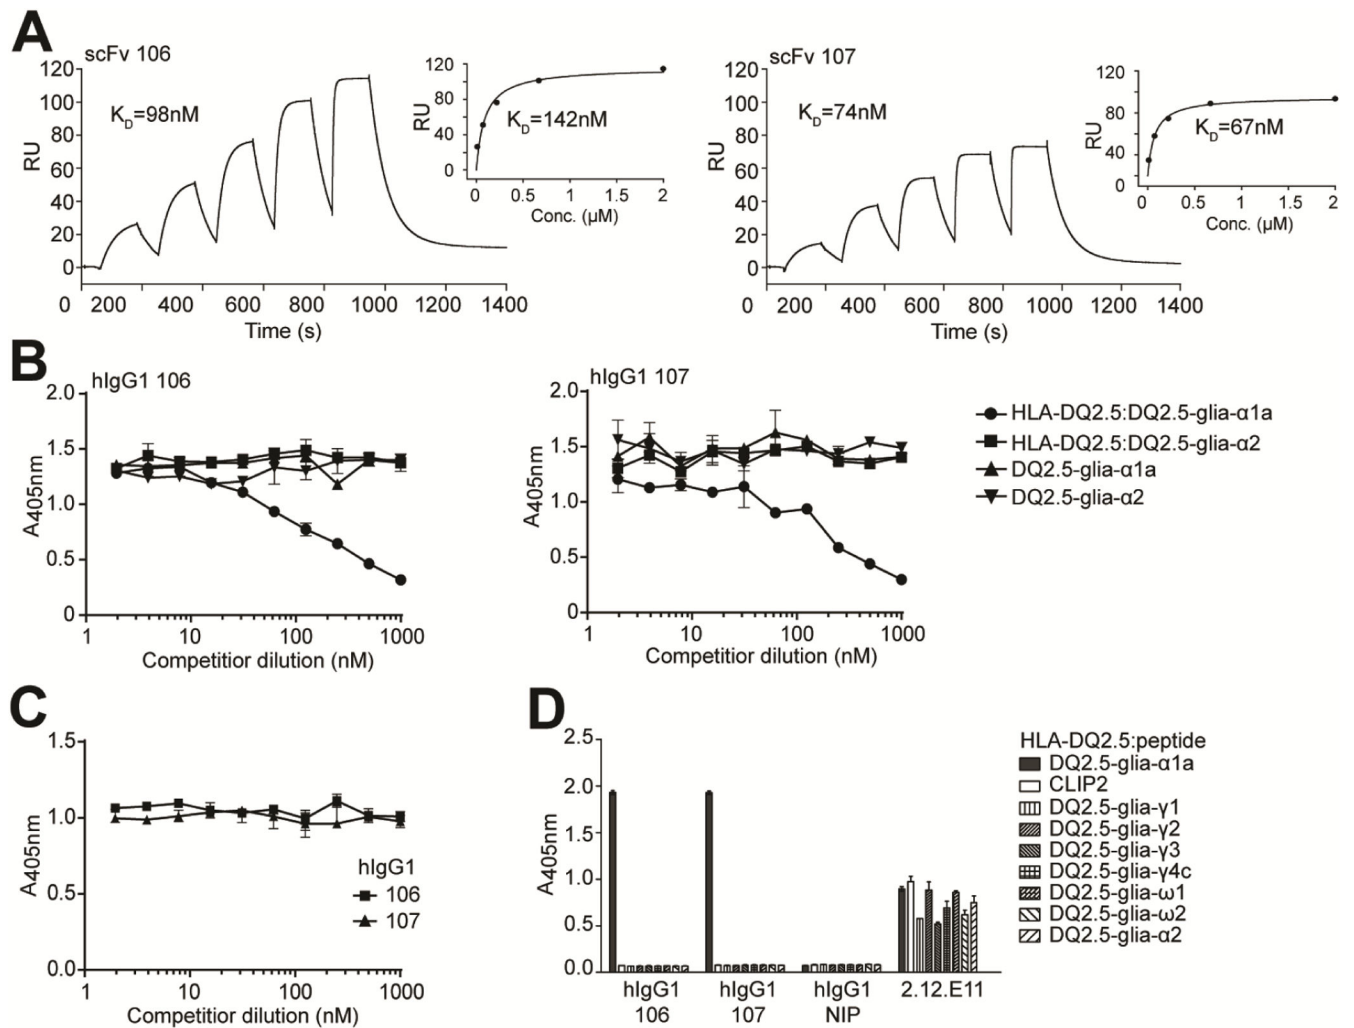 A
scFv 106
120
100
80
60
40
20
0
RU
K_D=98nM
0 200 400 600 800 1000 1200 1400
Time (s)
120
80
40
0
RU
K_D=142nM
0 0.5 1 1.5 2
Conc. (µM)
scFv 107
120
100
80
60
40
20
0
RU
K_D=74nM
0 200 400 600 800 1000 1200 1400
Time (s)
120
80
40
0
RU
K_D=67nM
0 0.5 1 1.5 2
Conc. (µM)
B
hIgG1 106
2.0
1.5
1.0
0.5
0
A405nm
1 10 100 1000
Competitior dilution (nM)
hIgG1 107
2.0
1.5
1.0
0.5
0
A405nm
1 10 100 1000
Competitior dilution (nM)
HLA-DQ2.5:DQ2.5-glia-α1a
HLA-DQ2.5:DQ2.5-glia-α2
DQ2.5-glia-α1a
DQ2.5-glia-α2
C
1.5
1.0
0.5
0.0
A405nm
hIgG1
106
107
1 10 100 1000
Competitior dilution (nM)
D
2.5
2.0
1.5
1.0
0.5
0.0
A405nm
hIgG1
106
hIgG1
107
hIgG1
NIP
2.12.E11
HLA-DQ2.5:peptide
DQ2.5-glia-α1a
CLIP2
DQ2.5-glia-γ1
DQ2.5-glia-γ2
DQ2.5-glia-γ3
DQ2.5-glia-γ4c
DQ2.5-glia-ω1
DQ2.5-glia-ω2
DQ2.5-glia-α2